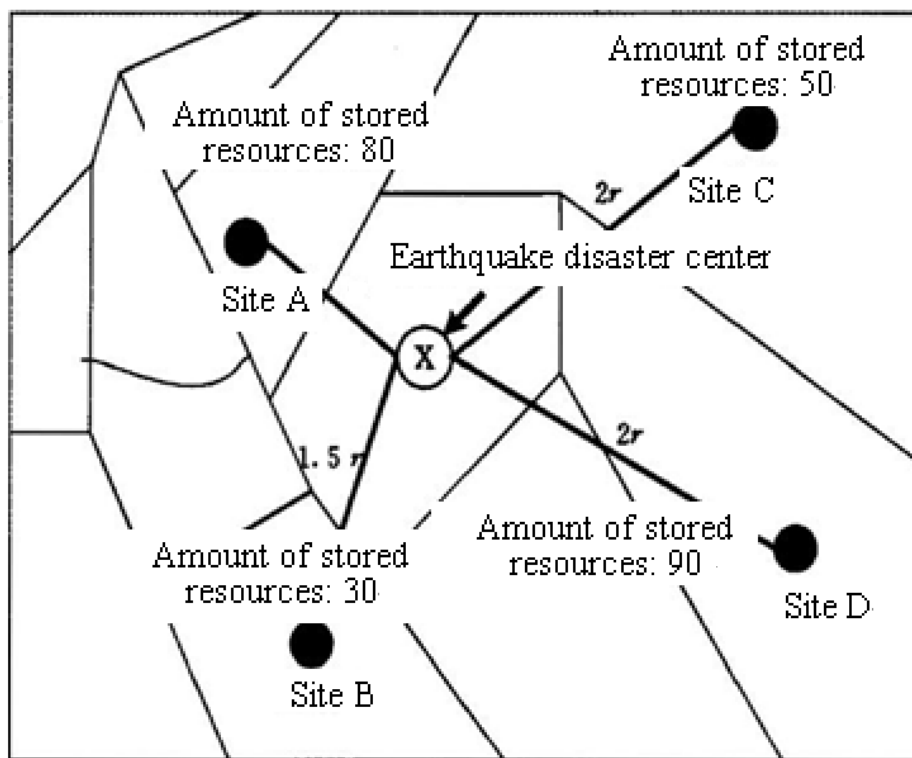 Amount of stored
resources: 50
Amount of stored
resources: 80
2r
Site C
Earthquake disaster center
Site A
X
1.5 r
2r
Amount of stored
resources: 90
Amount of stored
resources: 30
Site D
Site B